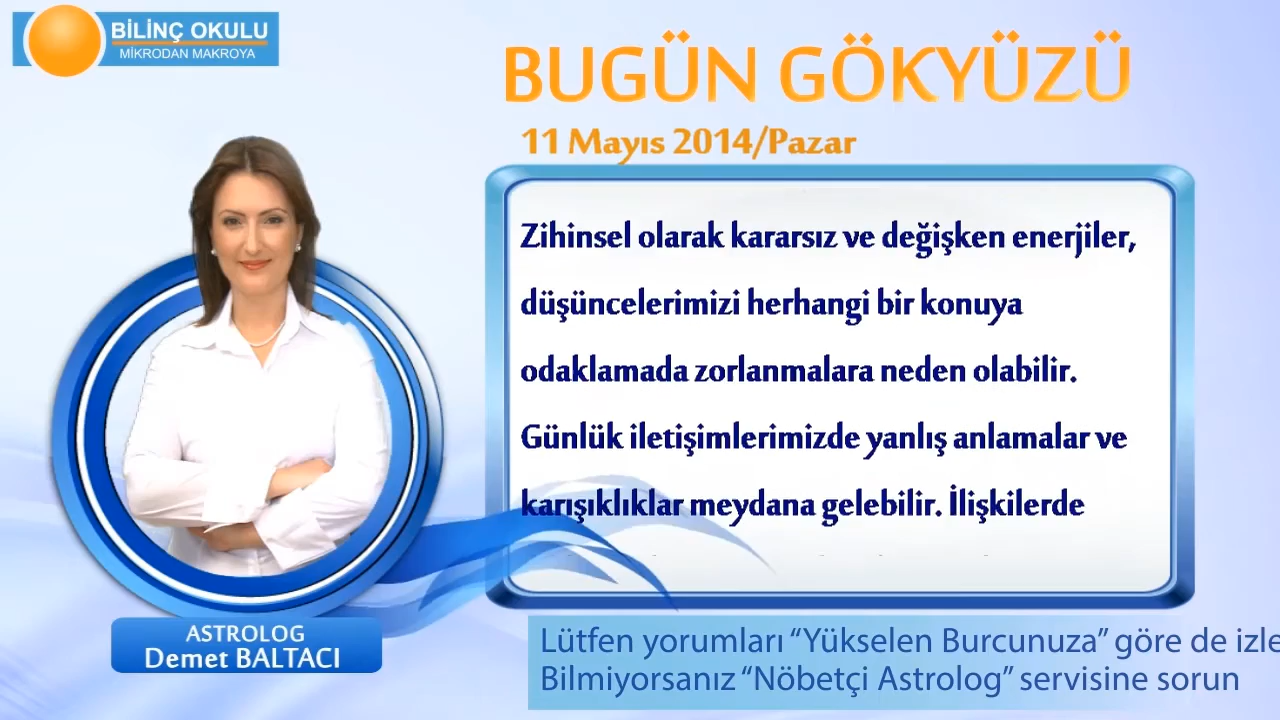 BİLİNÇ OKULU
MİKRODAN MAKROYA
BUGÜN GÖKYÜZÜ
11 Mayıs 2014/Pazar
Zihinsel olarak kararsız ve değişken enerjiler,
düşüncelerimizi herhangi bir konuya
odaklamada zorlanmalara neden olabilir.
Günlük iletişimlerimizde yanlış anlamalar ve
karışıklıklar meydana gelebilir. İlişkilerde
ASTROLOG
Demet BALTACI
Lütfen yorumları “Yükselen Burcunuza” göre de izle
Bilmiyorsanız “Nöbetçi Astrolog” servisine sorun